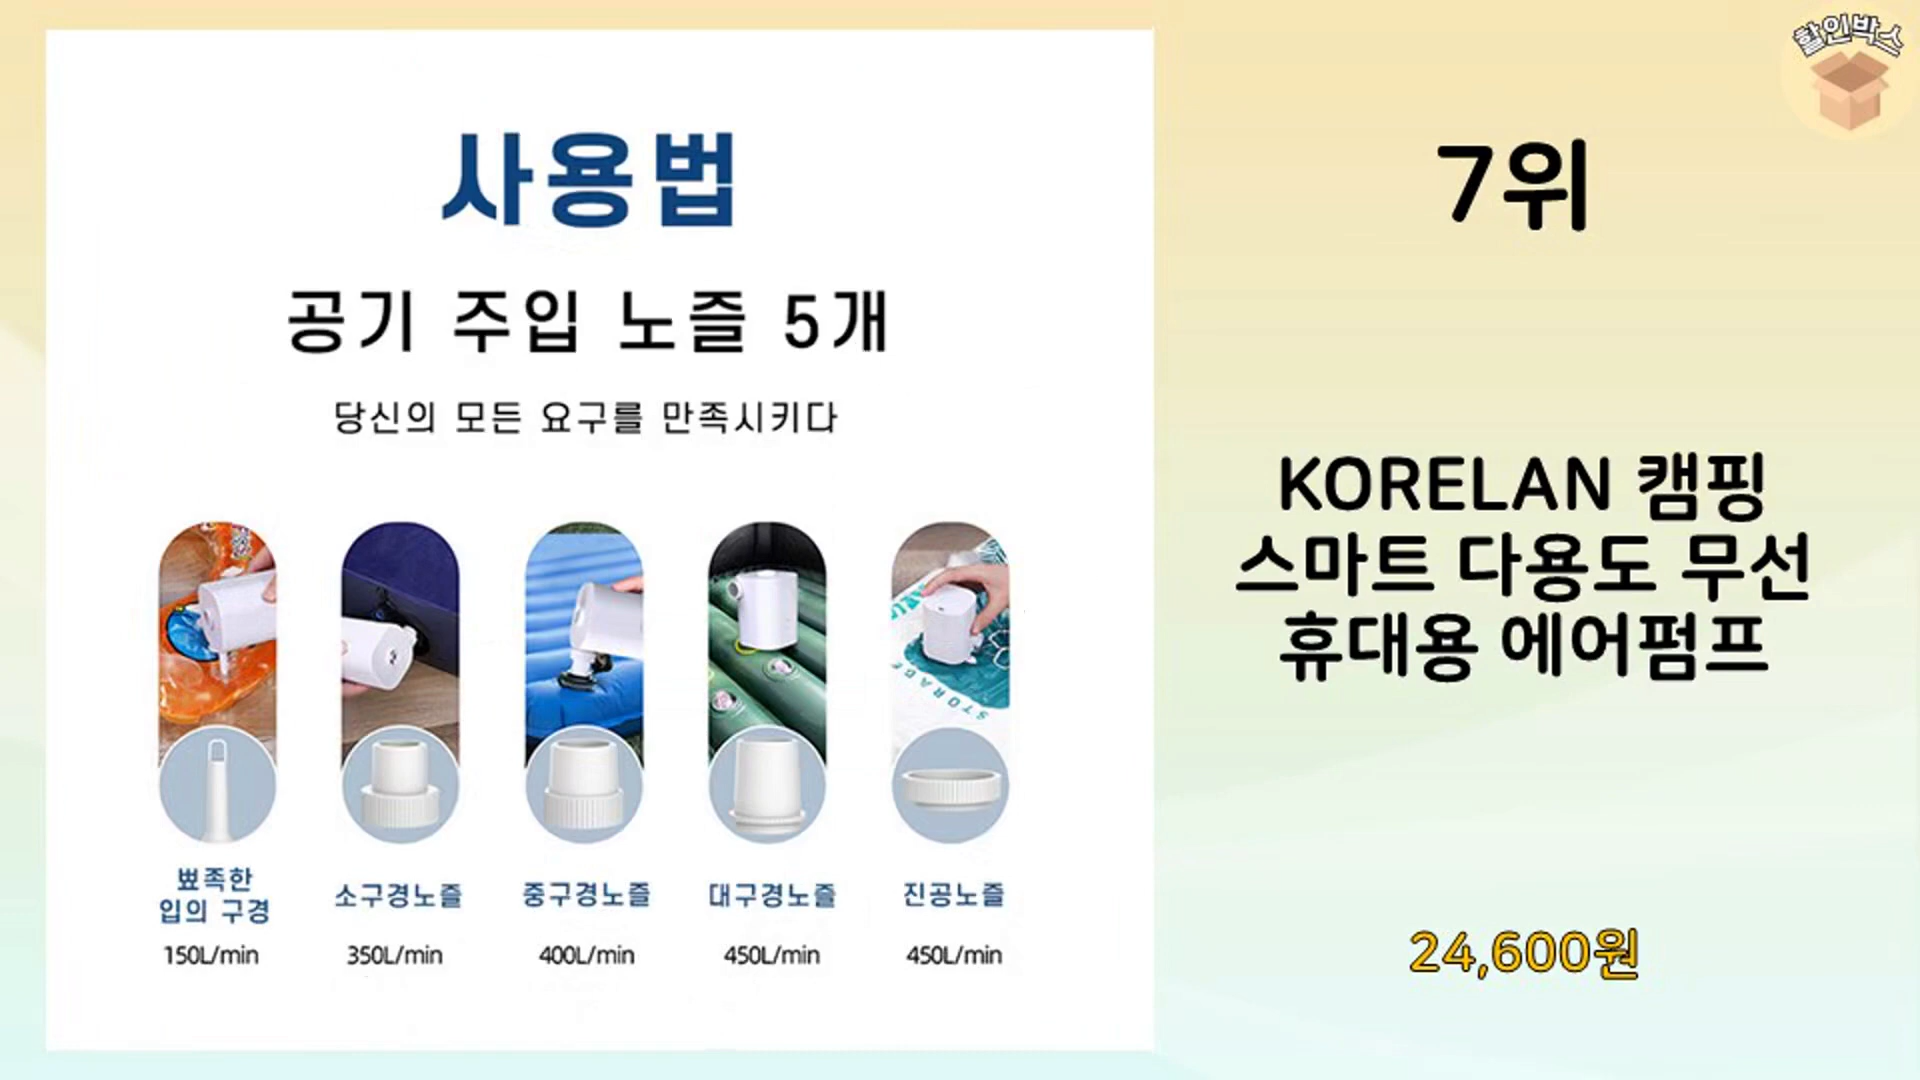 할인박스
7위
사용법
공기 주입 노즐 5개
당신의 모든 요구를 만족시키다
STORAGE
뾰족한
입의 구경
소구경노즐
중구경노즐
대구경노즐
진공노즐
150L/min
350L/min
400L/min
450L/min
450L/min
KORELAN 캠핑
스마트 다용도 무선
휴대용 에어펌프
24,600원